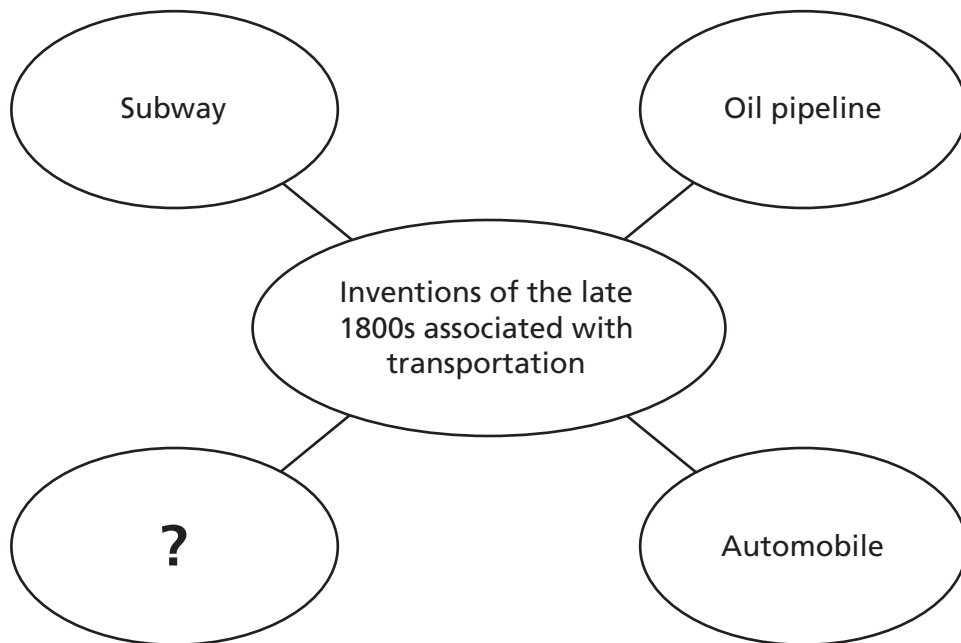 Subway
Oil pipeline
Inventions of the late
1800s associated with
transportation
?
Automobile